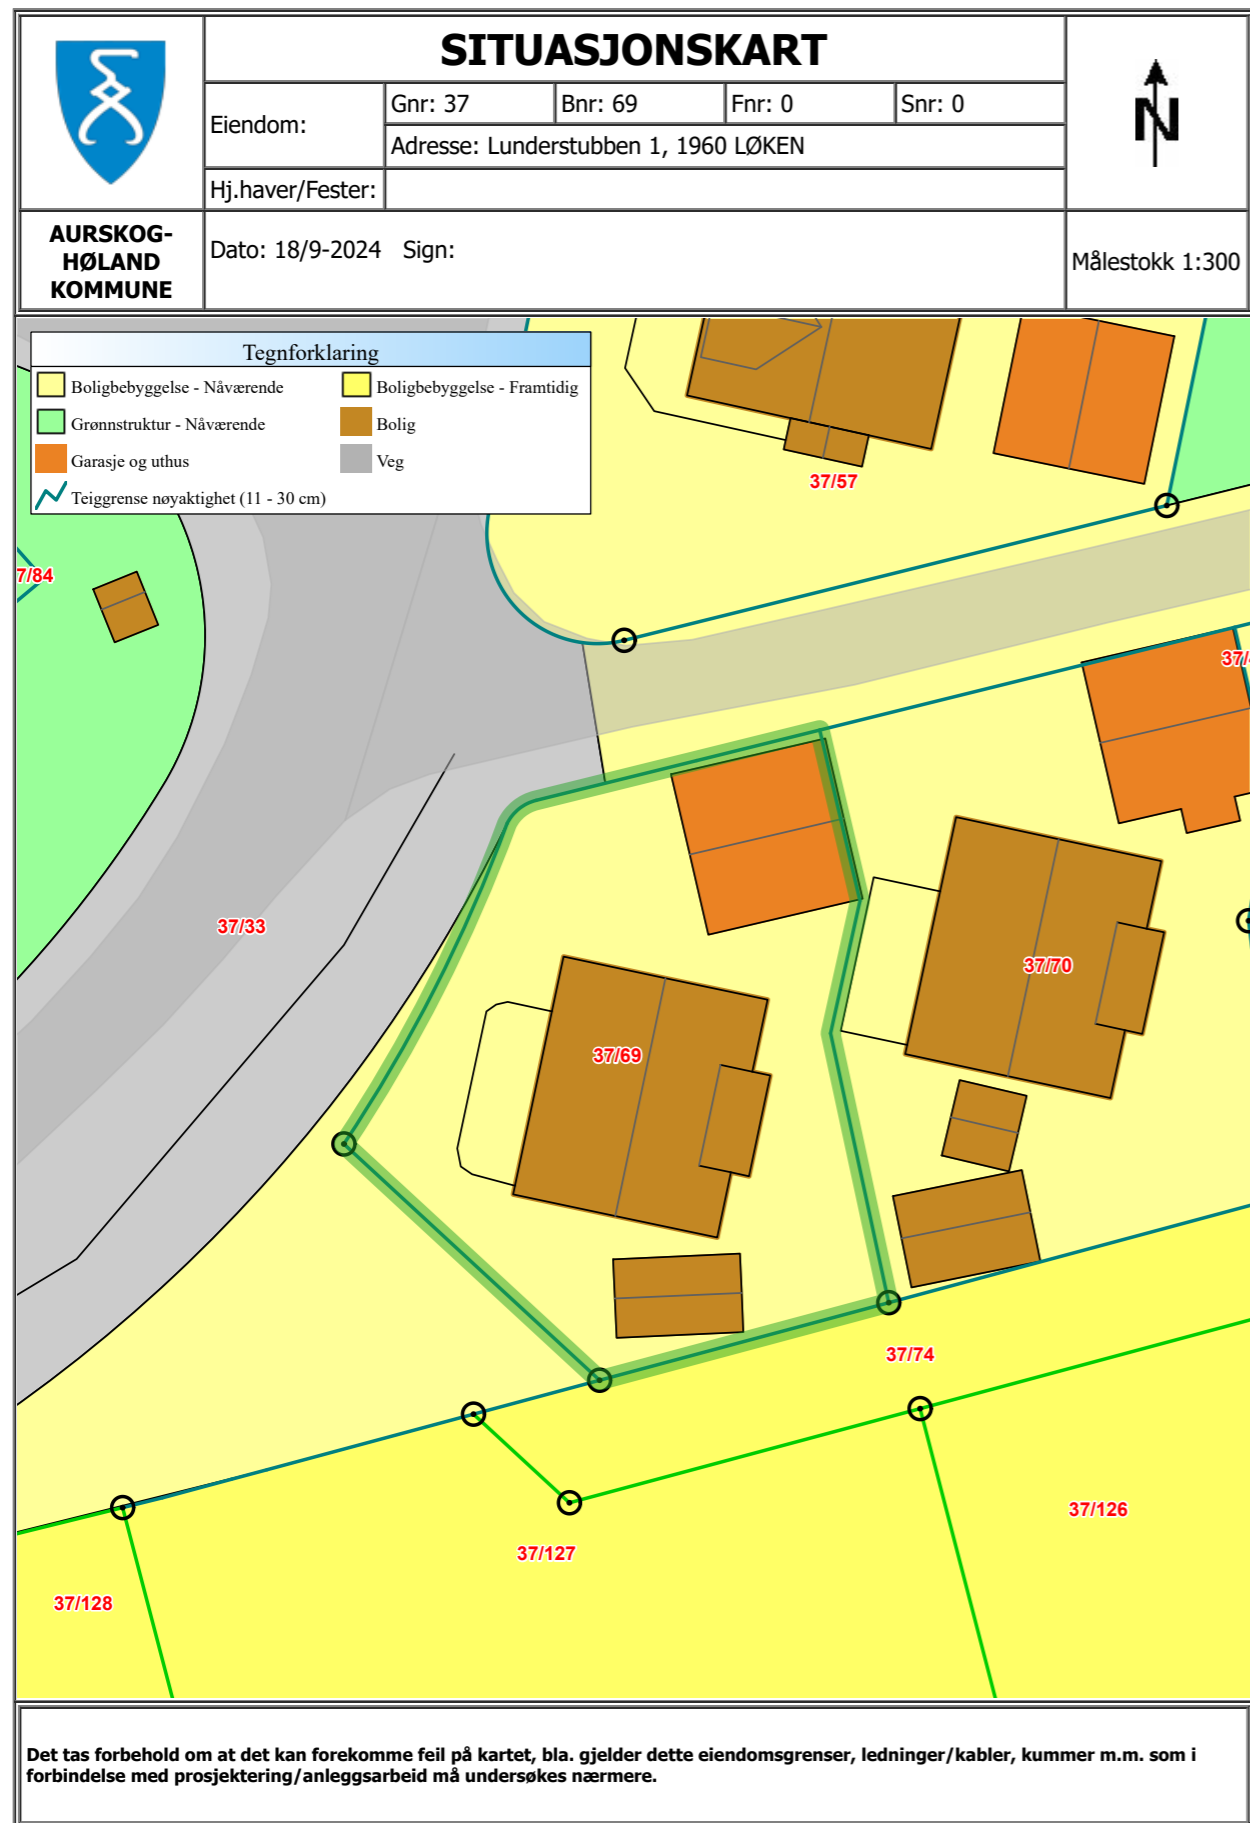 SITUASJONSKART
Eiendom:
Gnr: 37
Bnr: 69
Fnr: 0
Snr: 0
Adresse: Lunderstubben 1, 1960 LØKEN
Hj.haver/Fester:
N
AURSKOG-
HØLAND
KOMMUNE
Dato: 18/9-2024 Sign:
Målestokk 1:300
Tegnforklaring
Boligbebyggelse - Nåværende
Boligbebyggelse - Framtidig
Grønnstruktur - Nåværende
Bolig
Garasje og uthus
Veg
Teiggrense nøyaktighet (11 - 30 cm)
37/57
7/84
37/4
37/33
37/70
37/69
37/74
37/126
37/127
37/128
Det tas forbehold om at det kan forekomme feil på kartet, bla. gjelder dette eiendomsgrenser, ledninger/kabler, kummer m.m. som i
forbindelse med prosjektering/anleggsarbeid må undersøkes nærmere.